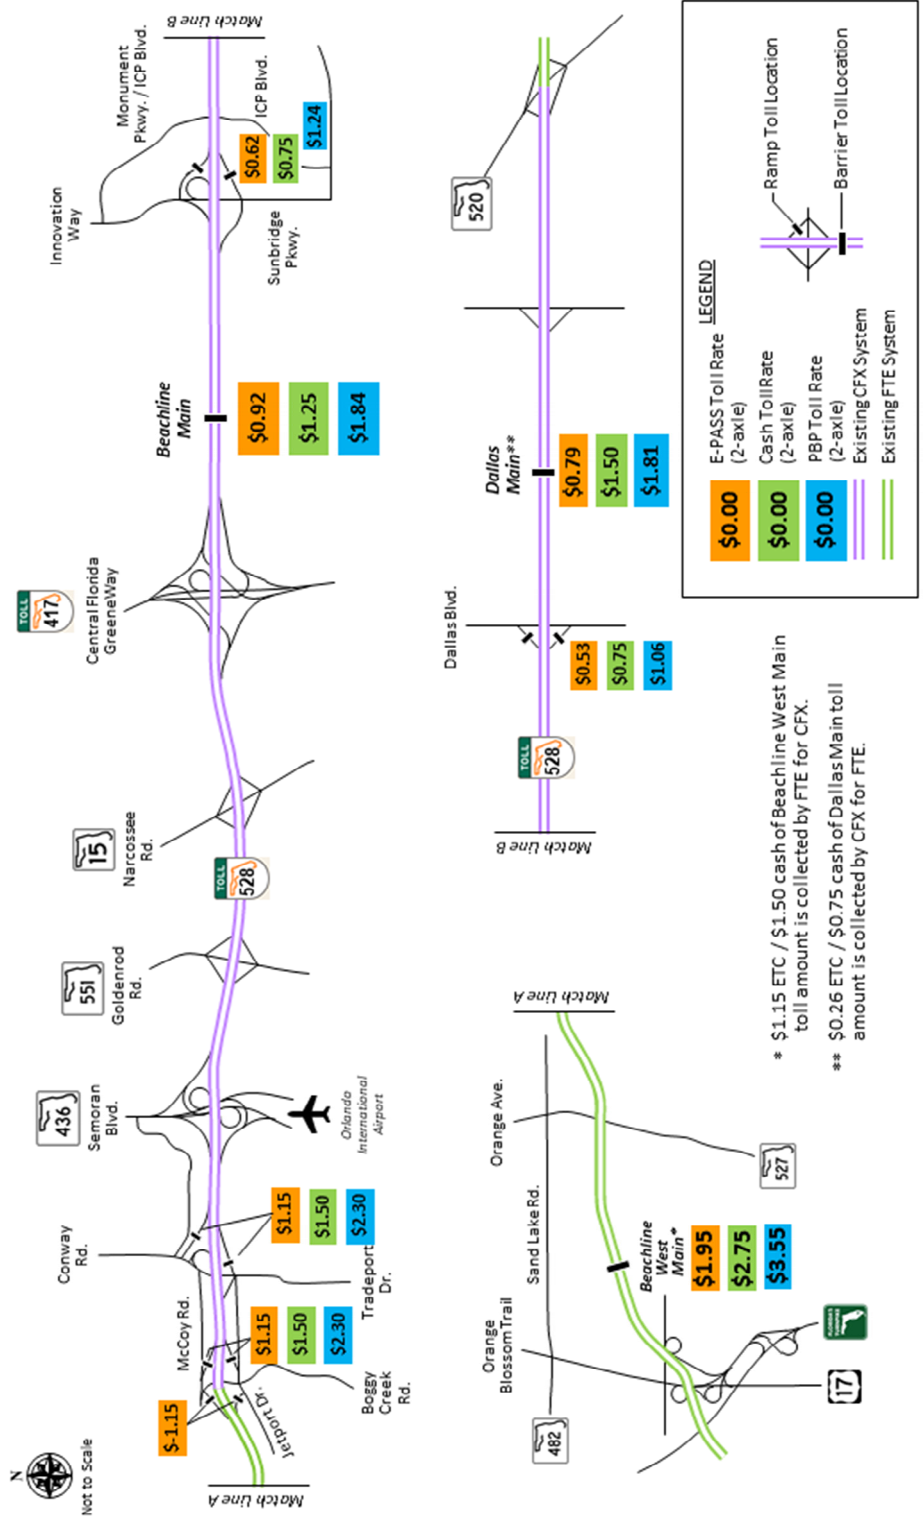 N
Not to Scale
Match Line A
$-1.15
Jetport Dr.
McCoy Rd.
$1.15
$1.50
$2.30
Boggy
Creek
Rd.
Conway
Rd.
Tradeport
Dr.
$1.15
$1.50
$2.30
436
Semoran
Blvd.
Orlando
International
Airport
551
Goldenrod
Rd.
TOLL
528
15
Narcossee
Rd.
TOLL
417
Central Florida
GreeneWay
Beachline
Main
$0.92
$1.25
$1.84
Innovation
Way
Sunbridge
Pkwy.
Monument
Pkwy. / ICP Blvd.
ICP Blvd.
$0.62
$0.75
$1.24
Match Line B
482
Orange
Blossom Trail
Sand Lake Rd.
Orange Ave.
Match Line A
17
FLORIDA'S
TURNPIKE
Beachline
West
Main*
$1.95
$2.75
$3.55
527
Match Line B
TOLL
528
Dallas Blvd.
$0.53
$0.75
$1.06
Dallas
Main**
$0.79
$1.50
$1.81
520
* $1.15 ETC / $1.50 cash of Beachline West Main
toll amount is collected by FTE for CFX.
** $0.26 ETC / $0.75 cash of Dallas Main toll
amount is collected by CFX for FTE.
LEGEND
$0.00 E-PASS Toll Rate
(2-axle)
$0.00 Cash Toll Rate
(2-axle)
$0.00 PBP Toll Rate
(2-axle)
Existing CFX System
Existing FTE System
Ramp Toll Location
Barrier Toll Location